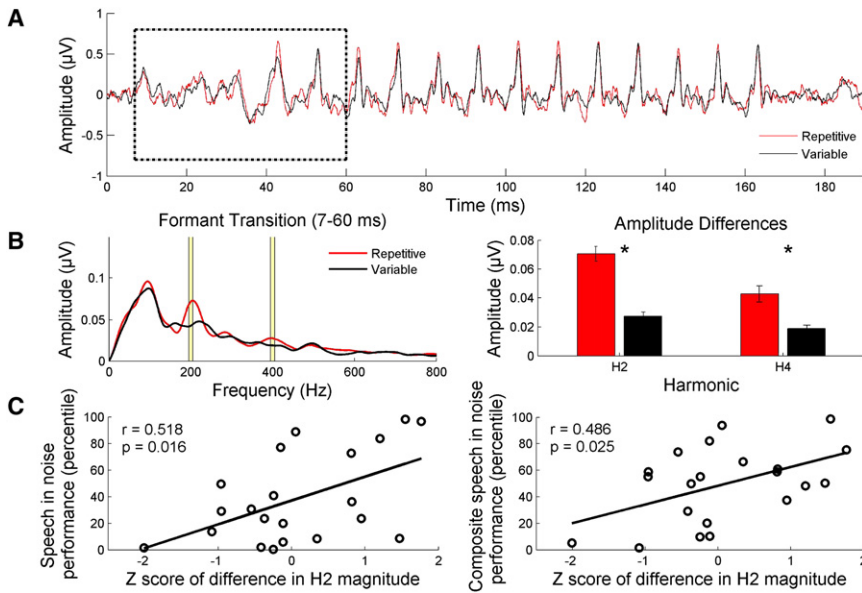 A
Amplitude (µV)
1
0.5
0
-0.5
-1
0 20 40 60 80 100 120 140 160 180
Time (ms)
Repetitive
Variable
B
Formant Transition (7-60 ms)
Amplitude (µV)
0.1
0.05
0
0 200 400 600 800
Frequency (Hz)
Repetitive
Variable
Amplitude Differences
Amplitude (µV)
0.08
0.06
0.04
0.02
0
* *
H2 H4
Harmonic
C
Speech in noise
performance (percentile)
100
80
60
40
20
0
r = 0.518
p = 0.016
-2 -1 0 1 2
Z score of difference in H2 magnitude
Composite speech in noise
performance (percentile)
100
80
60
40
20
0
r = 0.486
p = 0.025
-2 -1 0 1 2
Z score of difference in H2 magnitude